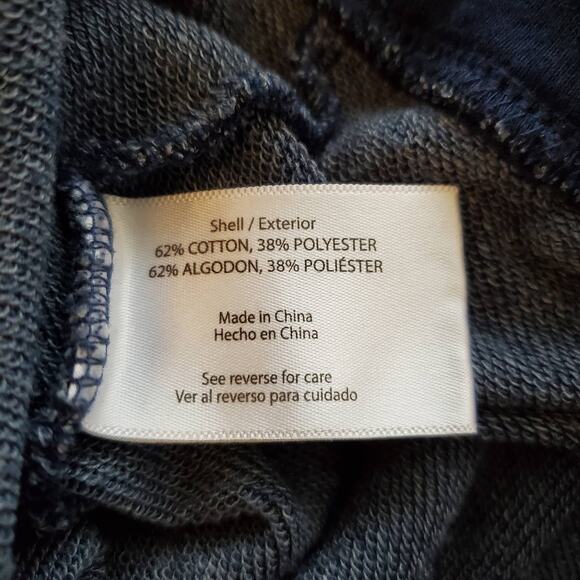 Shell / Exterior
62% COTTON, 38% POLYESTER
62% ALGODON, 38% POLIÉSTER
Made in China
Hecho en China
See reverse for care
Ver al reverso para cuidado